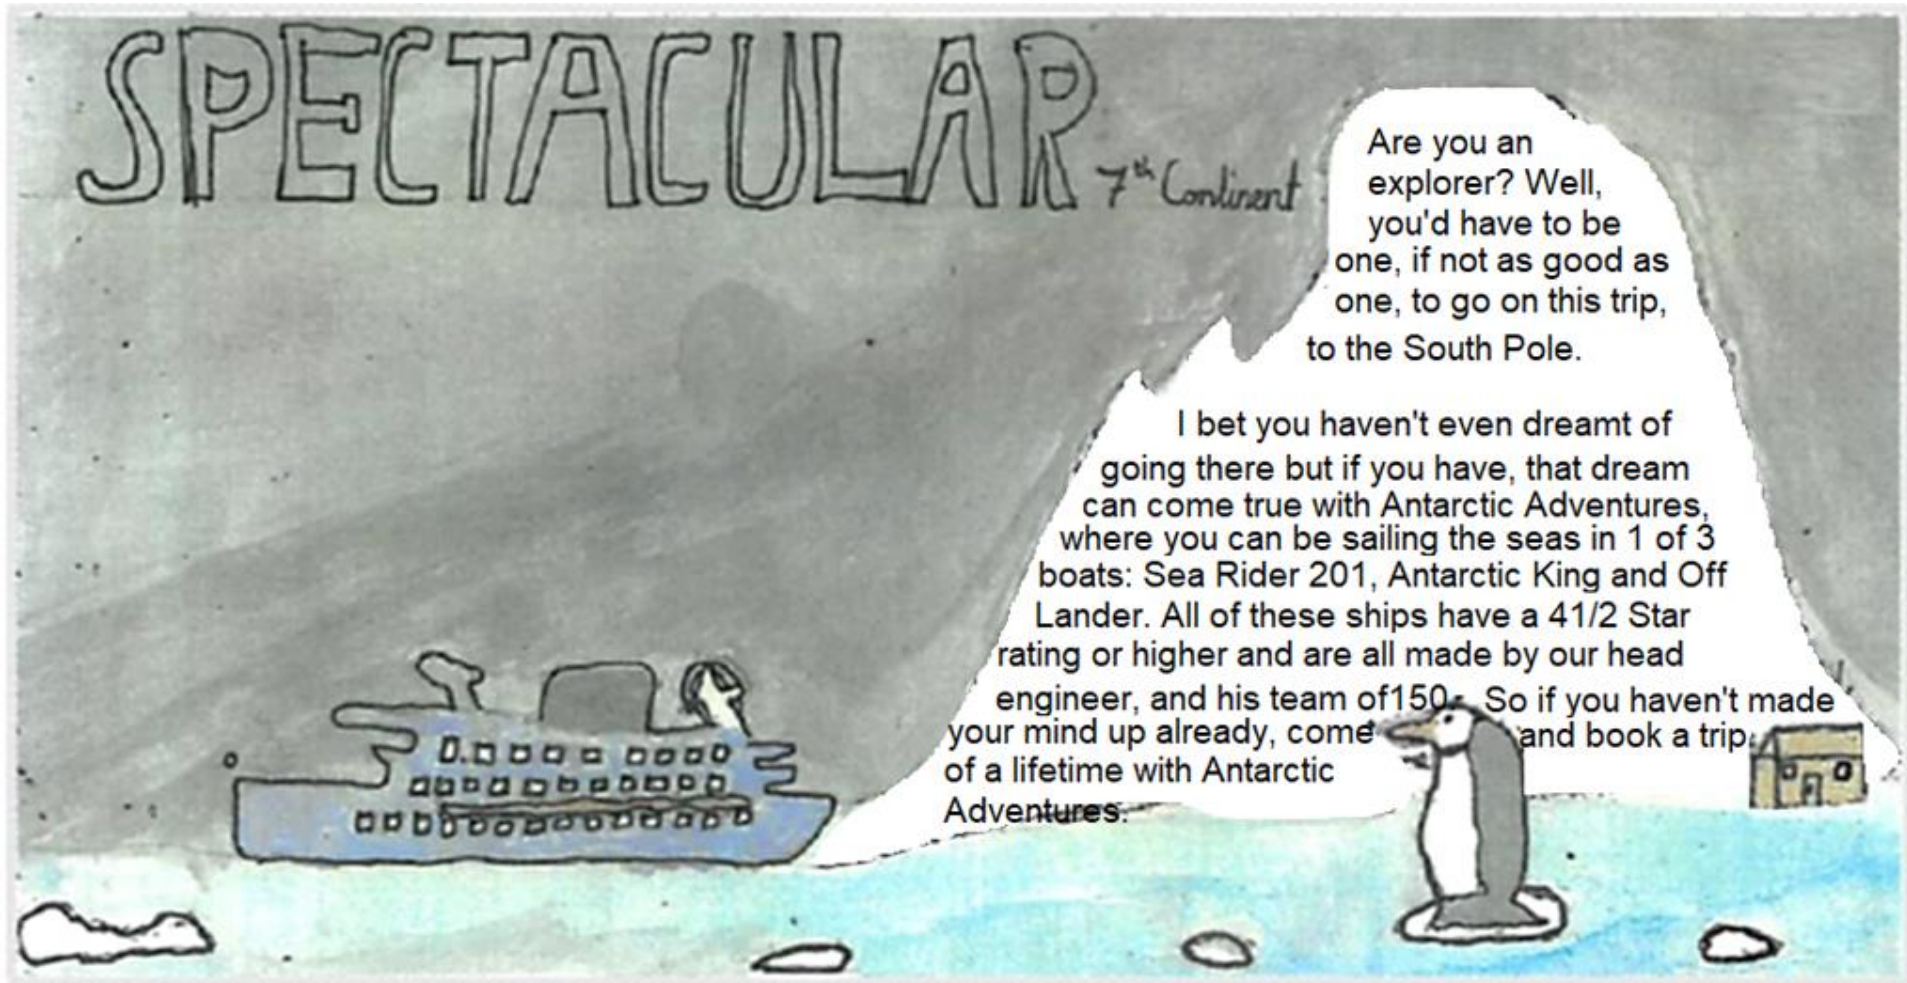 SPECTACULAR
7th Continent
Are you an
explorer? Well,
you'd have to be
one, if not as good as
one, to go on this trip,
to the South Pole.
I bet you haven't even dreamt of
going there but if you have, that dream
can come true with Antarctic Adventures,
where you can be sailing the seas in 1 of 3
boats: Sea Rider 201, Antarctic King and Off
Lander. All of these ships have a 41/2 Star
rating or higher and are all made by our head
engineer, and his team of150. So if you haven't made
your mind up already, come and book a trip
of a lifetime with Antarctic
Adventures.